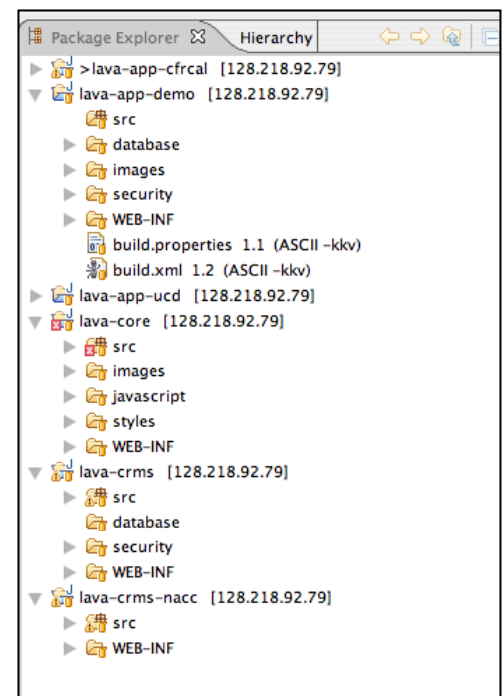 Package Explorer Hierarchy
>lava-app-cfrcal [128.218.92.79]
lava-app-demo [128.218.92.79]
src
database
images
security
WEB-INF
build.properties 1.1 (ASCII -kkv)
build.xml 1.2 (ASCII -kkv)
lava-app-ucd [128.218.92.79]
lava-core [128.218.92.79]
src
images
javascript
styles
WEB-INF
lava-crms [128.218.92.79]
src
database
security
WEB-INF
lava-crms-nacc [128.218.92.79]
src
WEB-INF